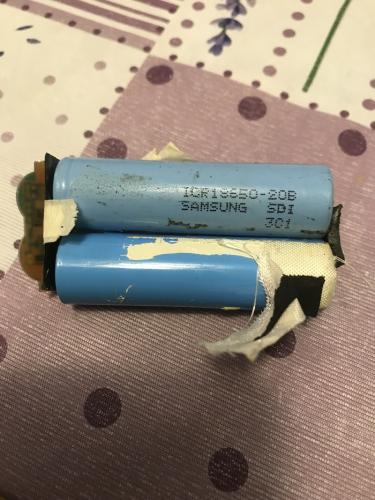 ICR18650-20B
SAMSUNG SDI
3C1